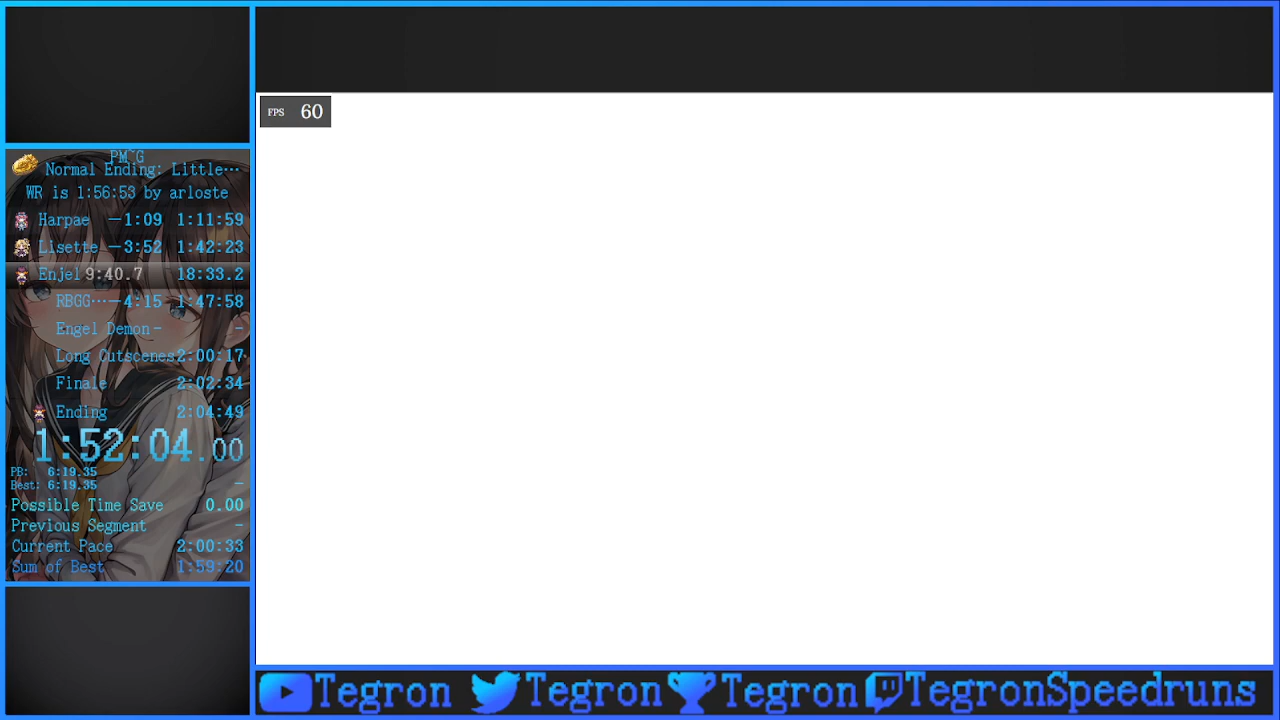 PM~G
Normal Ending: Little…
WR is 1:56:53 by arloste
Harpae −1:09 1:11:59
Lisette −3:52 1:42:23
Enjel 9:40.7 18:33.2
RBGG…−4:15 1:47:58
Engel Demon - -
Long Cutscenes 2:00:17
Finale 2:02:34
Ending 2:04:49
1:52:04.00
PB: 6:19.35
Best: 6:19.35 -
Possible Time Save 0.00
Previous Segment -
Current Pace 2:00:33
Sum of Best 1:59:20
FPS 60
Tegron Tegron Tegron TegronSpeedruns